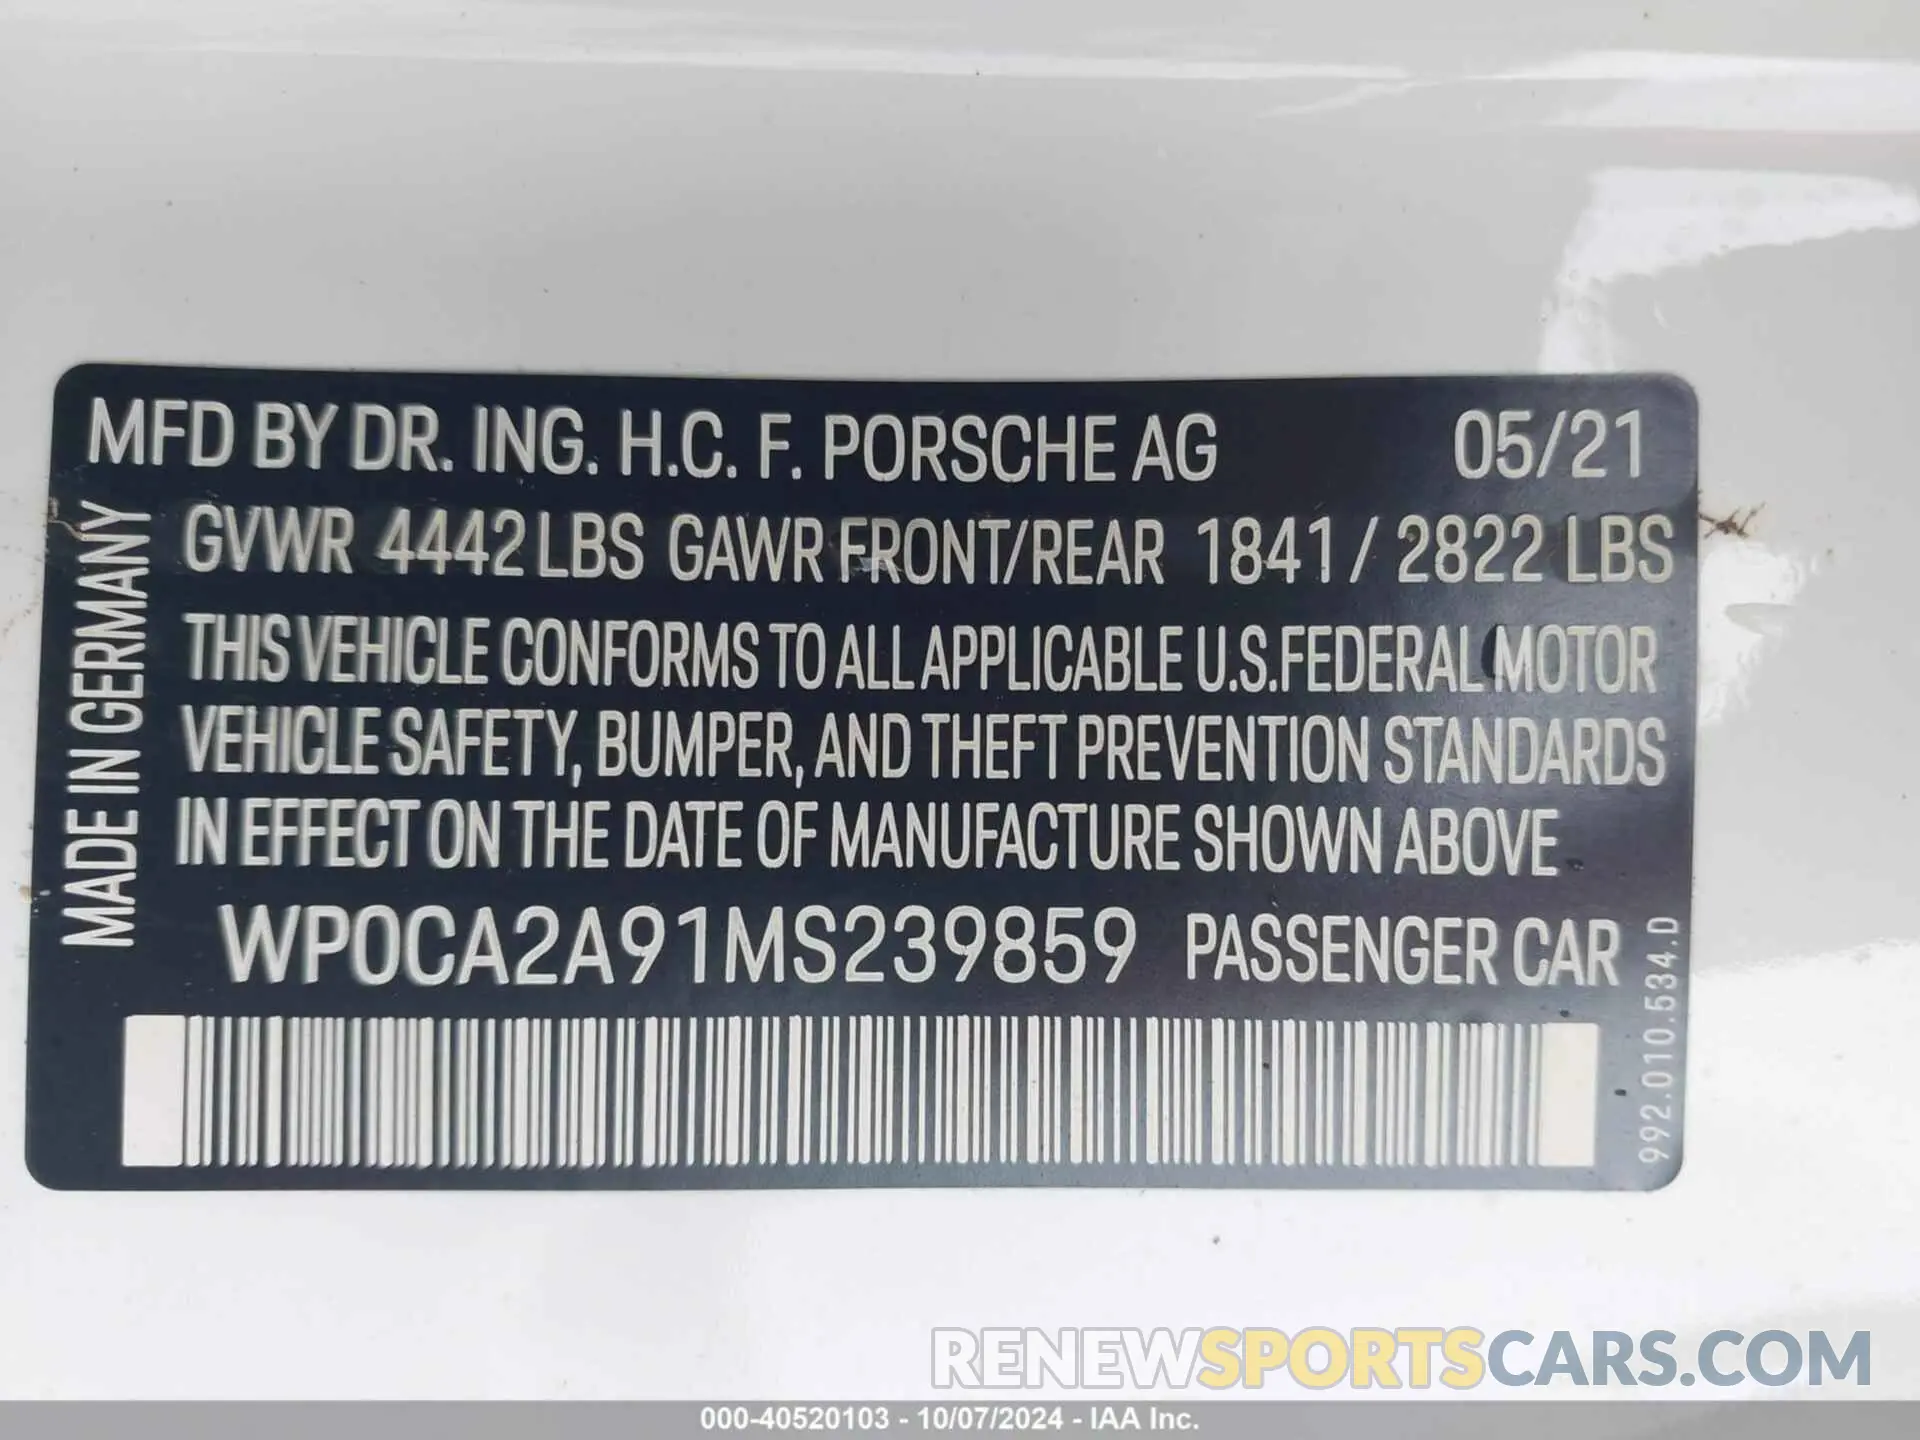 MFD BY DR. ING. H.C. F. PORSCHE AG 05/21
GVWR 4442 LBS GAWR FRONT/REAR 1841 / 2822 LBS
THIS VEHICLE CONFORMS TO ALL APPLICABLE U.S.FEDERAL MOTOR
VEHICLE SAFETY, BUMPER, AND THEFT PREVENTION STANDARDS
IN EFFECT ON THE DATE OF MANUFACTURE SHOWN ABOVE
WP0CA2A91MS239859 PASSENGER CAR
MADE IN GERMANY
992.010.534.D
RENEWSPORTSCARS.COM
000-40520103 - 10/07/2024 - IAA Inc.